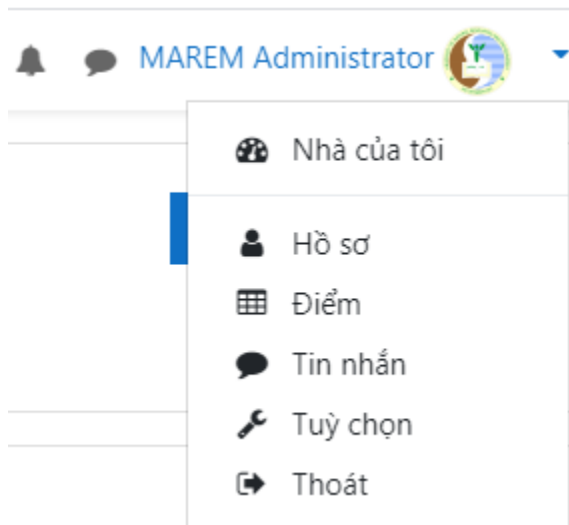 MAREM Administrator
Nhà của tôi
Hồ sơ
Điểm
Tin nhắn
Tuỳ chọn
Thoát